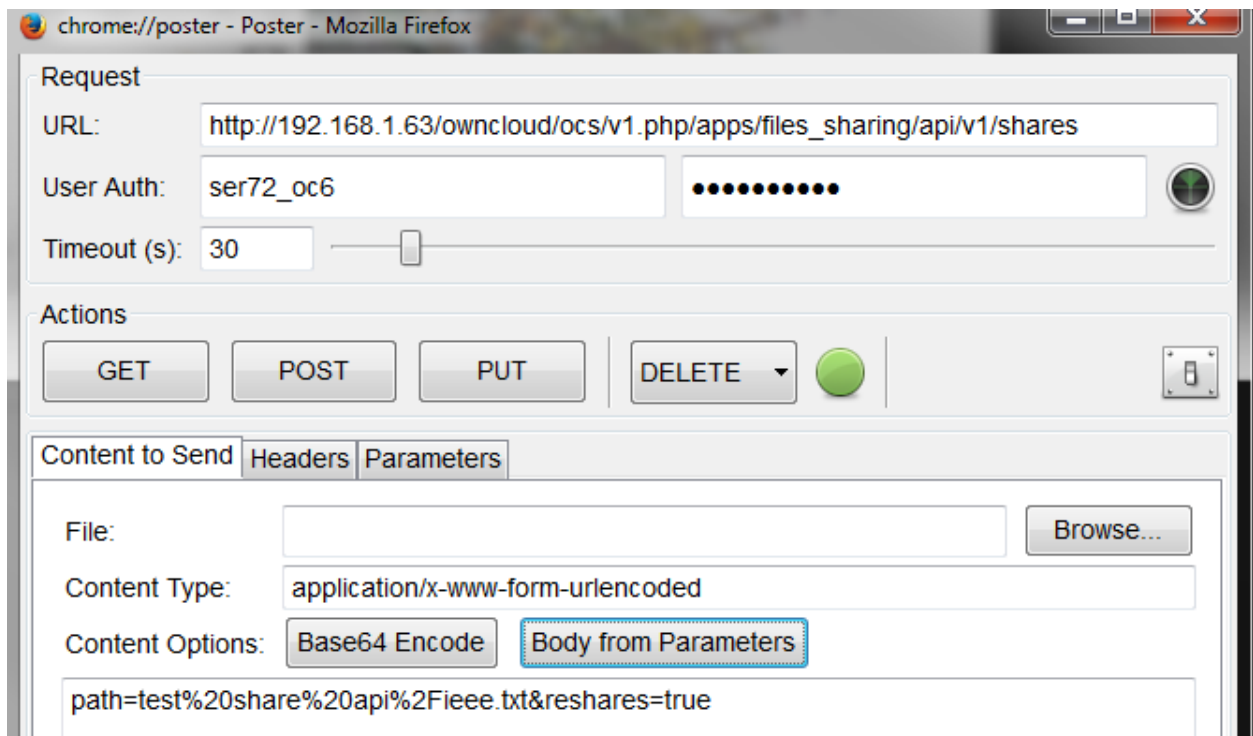 chrome://poster - Poster - Mozilla Firefox
Request
URL: http://192.168.1.63/owncloud/ocs/v1.php/apps/files_sharing/api/v1/shares
User Auth: ser72_oc6 ●●●●●●●●●●
Timeout (s): 30
Actions
GET POST PUT DELETE
Content to Send Headers Parameters
File: Browse...
Content Type: application/x-www-form-urlencoded
Content Options: Base64 Encode Body from Parameters
path=test%20share%20api%2Fieee.txt&reshares=true